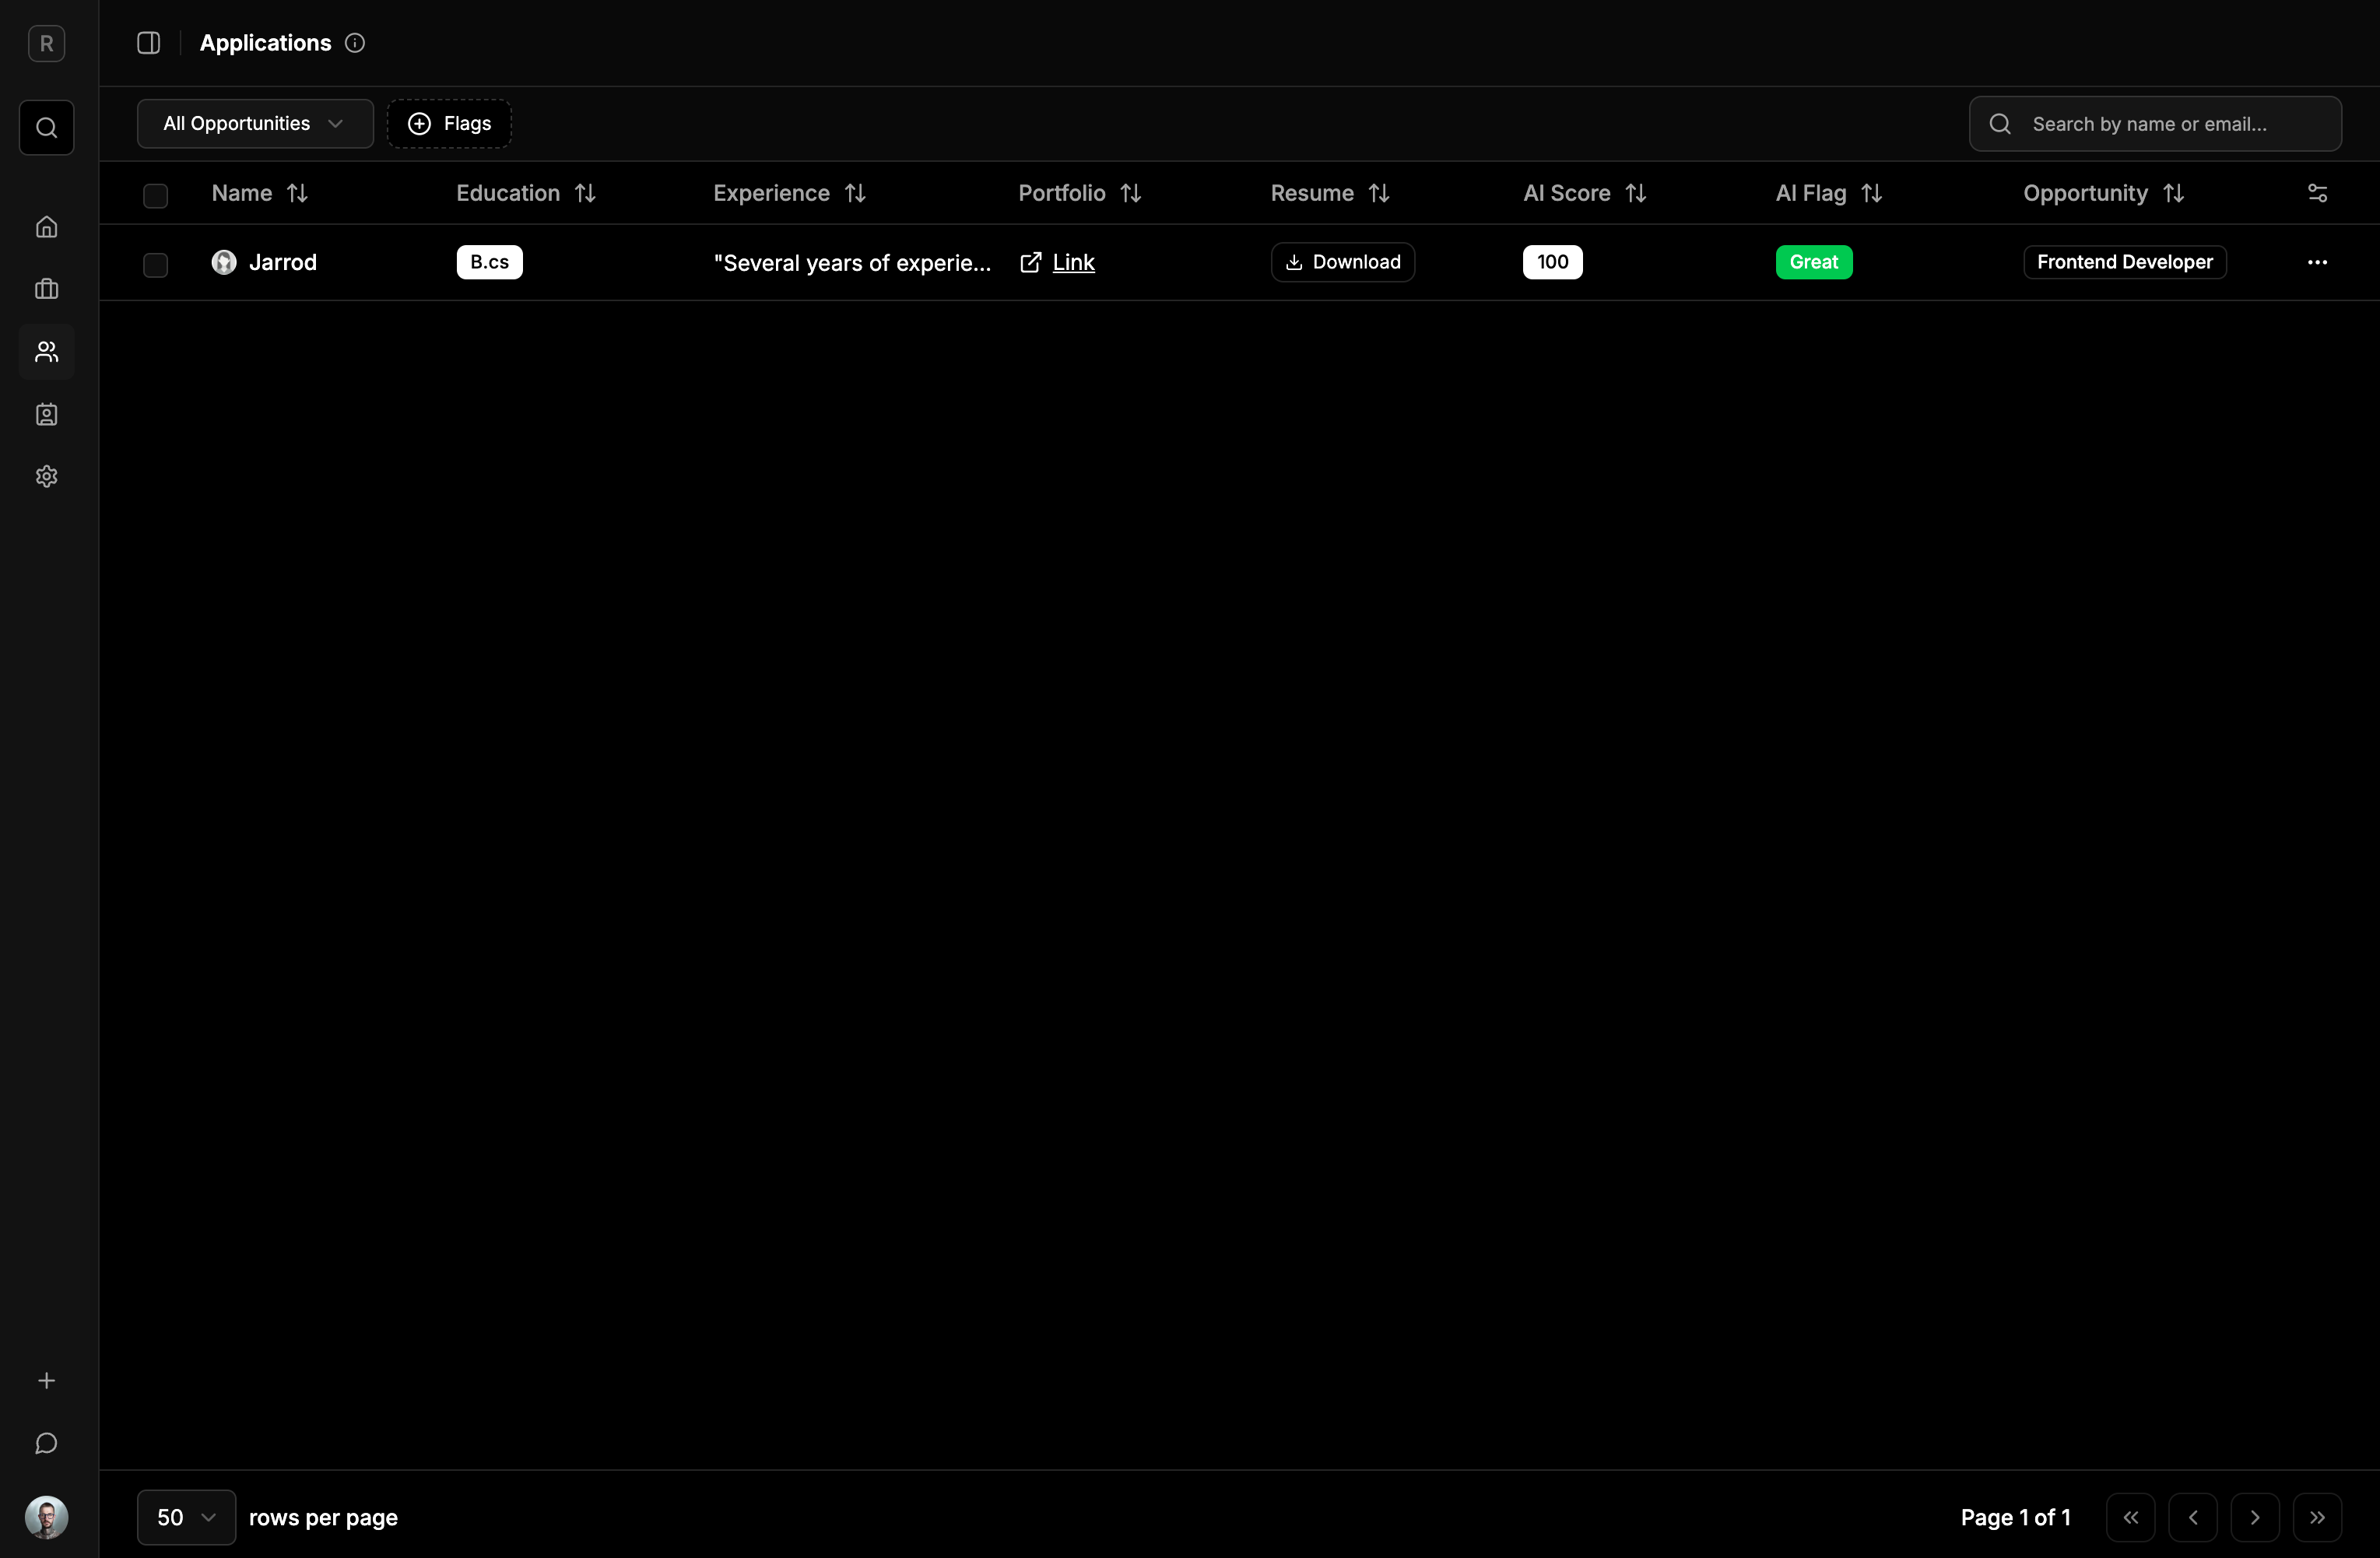 R
Applications
All Opportunities
Flags
Search by name or email...
Name Education Experience Portfolio Resume AI Score AI Flag Opportunity
Jarrod B.cs "Several years of experie... Link Download 100 Great Frontend Developer
50 rows per page
Page 1 of 1